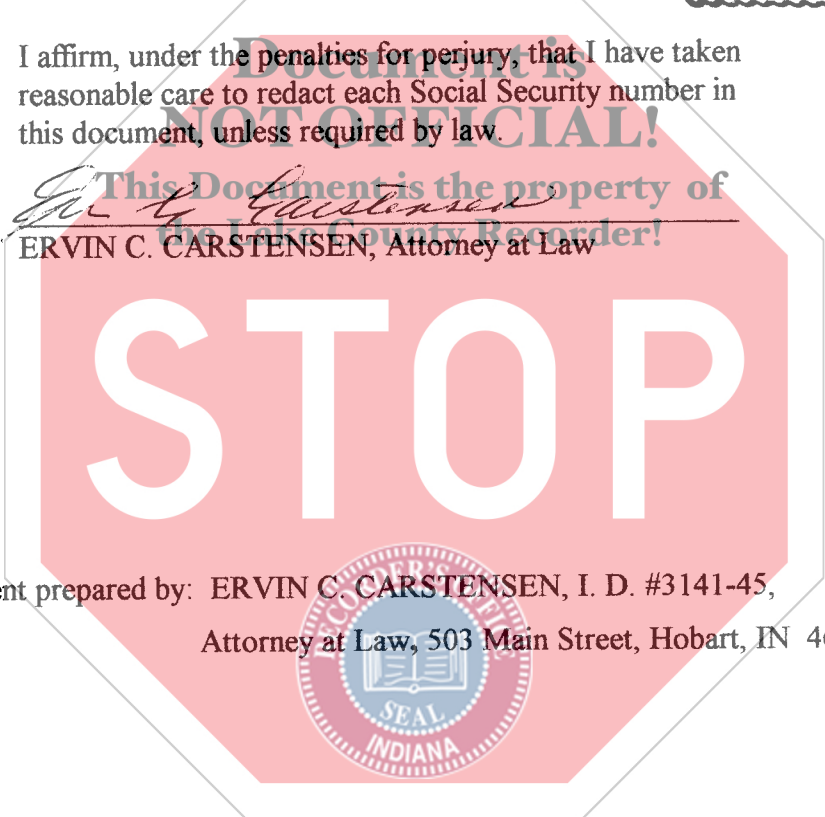 I affirm, under the penalties for perjury, that I have taken
reasonable care to redact each Social Security number in
this document, unless required by law.
Document is
NOT OFFICIAL!
This Document is the property of
the Lake County Recorder!
Carstensen
ERVIN C. CARSTENSEN, Attorney at Law
STOP
nt prepared by: ERVIN C. CARSTENSEN, I. D. #3141-45,
Attorney at Law, 503 Main Street, Hobart, IN 4
RECORDER'S OFFICE
SEAL
INDIANA